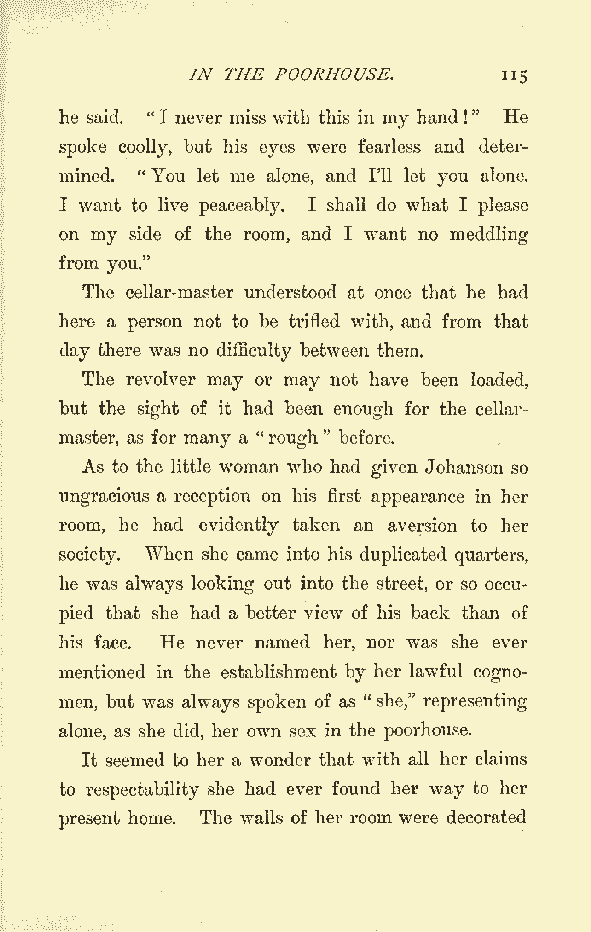 IN THE POORHOUSE. 115
he said. “I never miss with this in my hand!” He
spoke coolly, but his eyes were fearless and deter-
mined. “You let me alone, and I’ll let you alone.
I want to live peaceably. I shall do what I please
on my side of the room, and I want no meddling
from you.”
The cellar-master understood at once that he had
here a person not to be trifled with, and from that
day there was no difficulty between them.
The revolver may or may not have been loaded,
but the sight of it had been enough for the cellar-
master, as for many a “rough” before.
As to the little woman who had given Johanson so
ungracious a reception on his first appearance in her
room, he had evidently taken an aversion to her
society. When she came into his duplicated quarters,
he was always looking out into the street, or so occu-
pied that she had a better view of his back than of
his face. He never named her, nor was she ever
mentioned in the establishment by her lawful cogno-
men, but was always spoken of as “she,” representing
alone, as she did, her own sex in the poorhouse.
It seemed to her a wonder that with all her claims
to respectability she had ever found her way to her
present home. The walls of her room were decorated